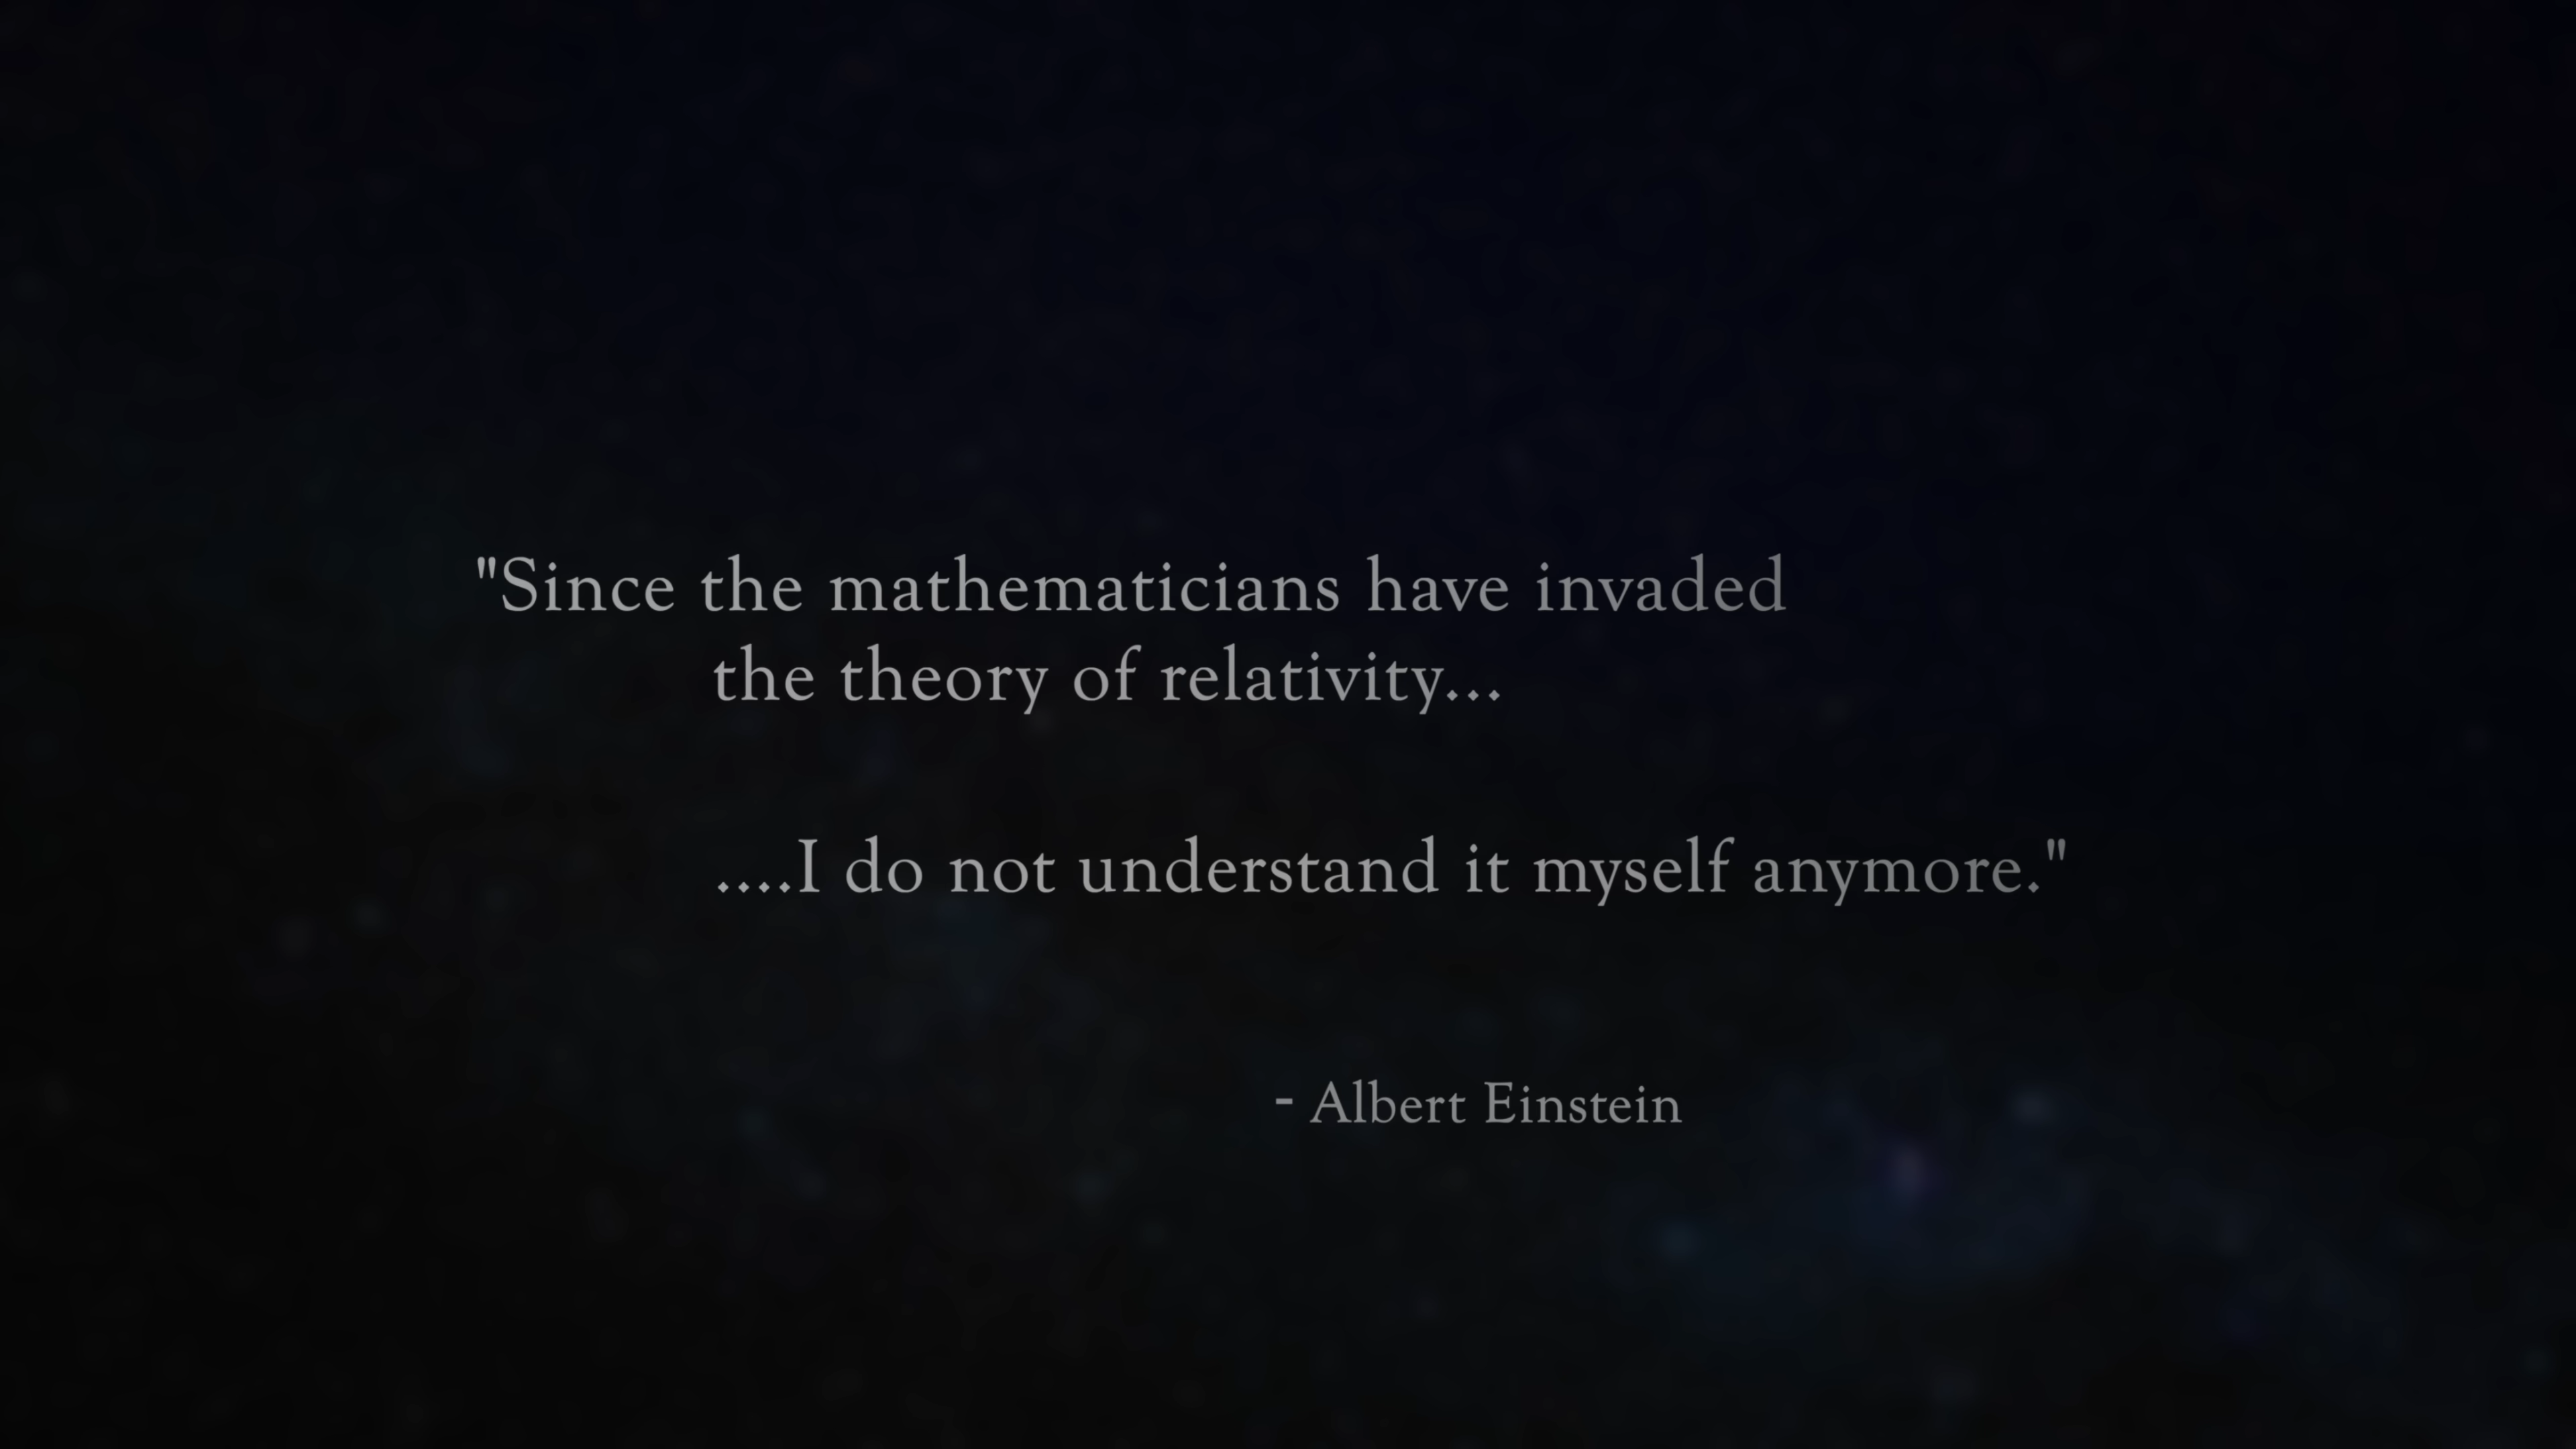 "Since the mathematicians have invaded
the theory of relativity...
....I do not understand it myself anymore."
- Albert Einstein